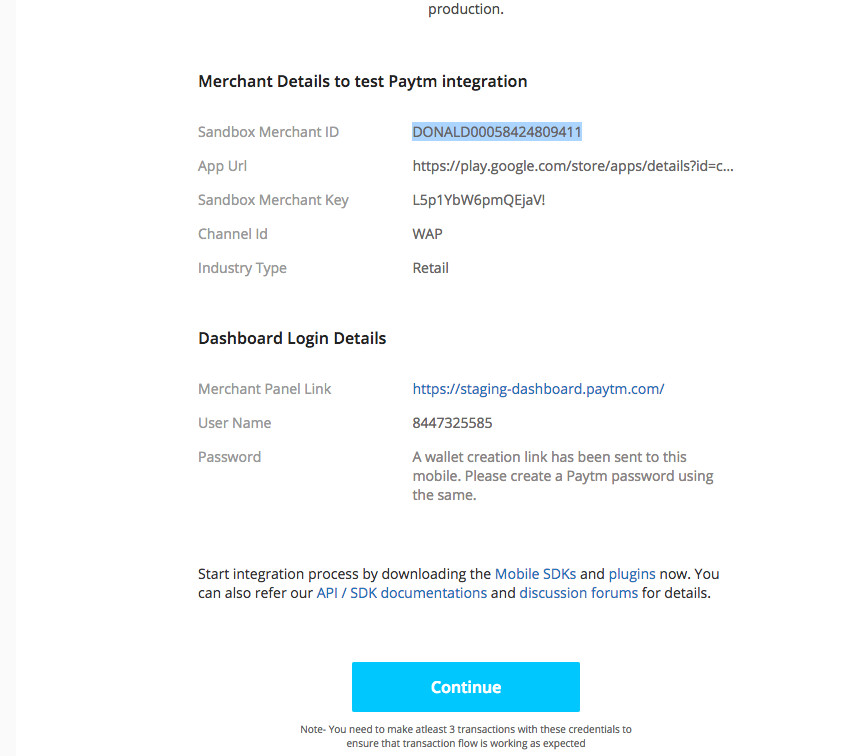 production.
Merchant Details to test Paytm integration
Sandbox Merchant ID DONALD00058424809411
App Url https://play.google.com/store/apps/details?id=c...
Sandbox Merchant Key L5p1YbW6pmQEjaV!
Channel Id WAP
Industry Type Retail
Dashboard Login Details
Merchant Panel Link https://staging-dashboard.paytm.com/
User Name 8447325585
Password A wallet creation link has been sent to this
mobile. Please create a Paytm password using
the same.
Start integration process by downloading the Mobile SDKs and plugins now. You
can also refer our API / SDK documentations and discussion forums for details.
Continue
Note- You need to make atleast 3 transactions with these credentials to
ensure that transaction flow is working as expected